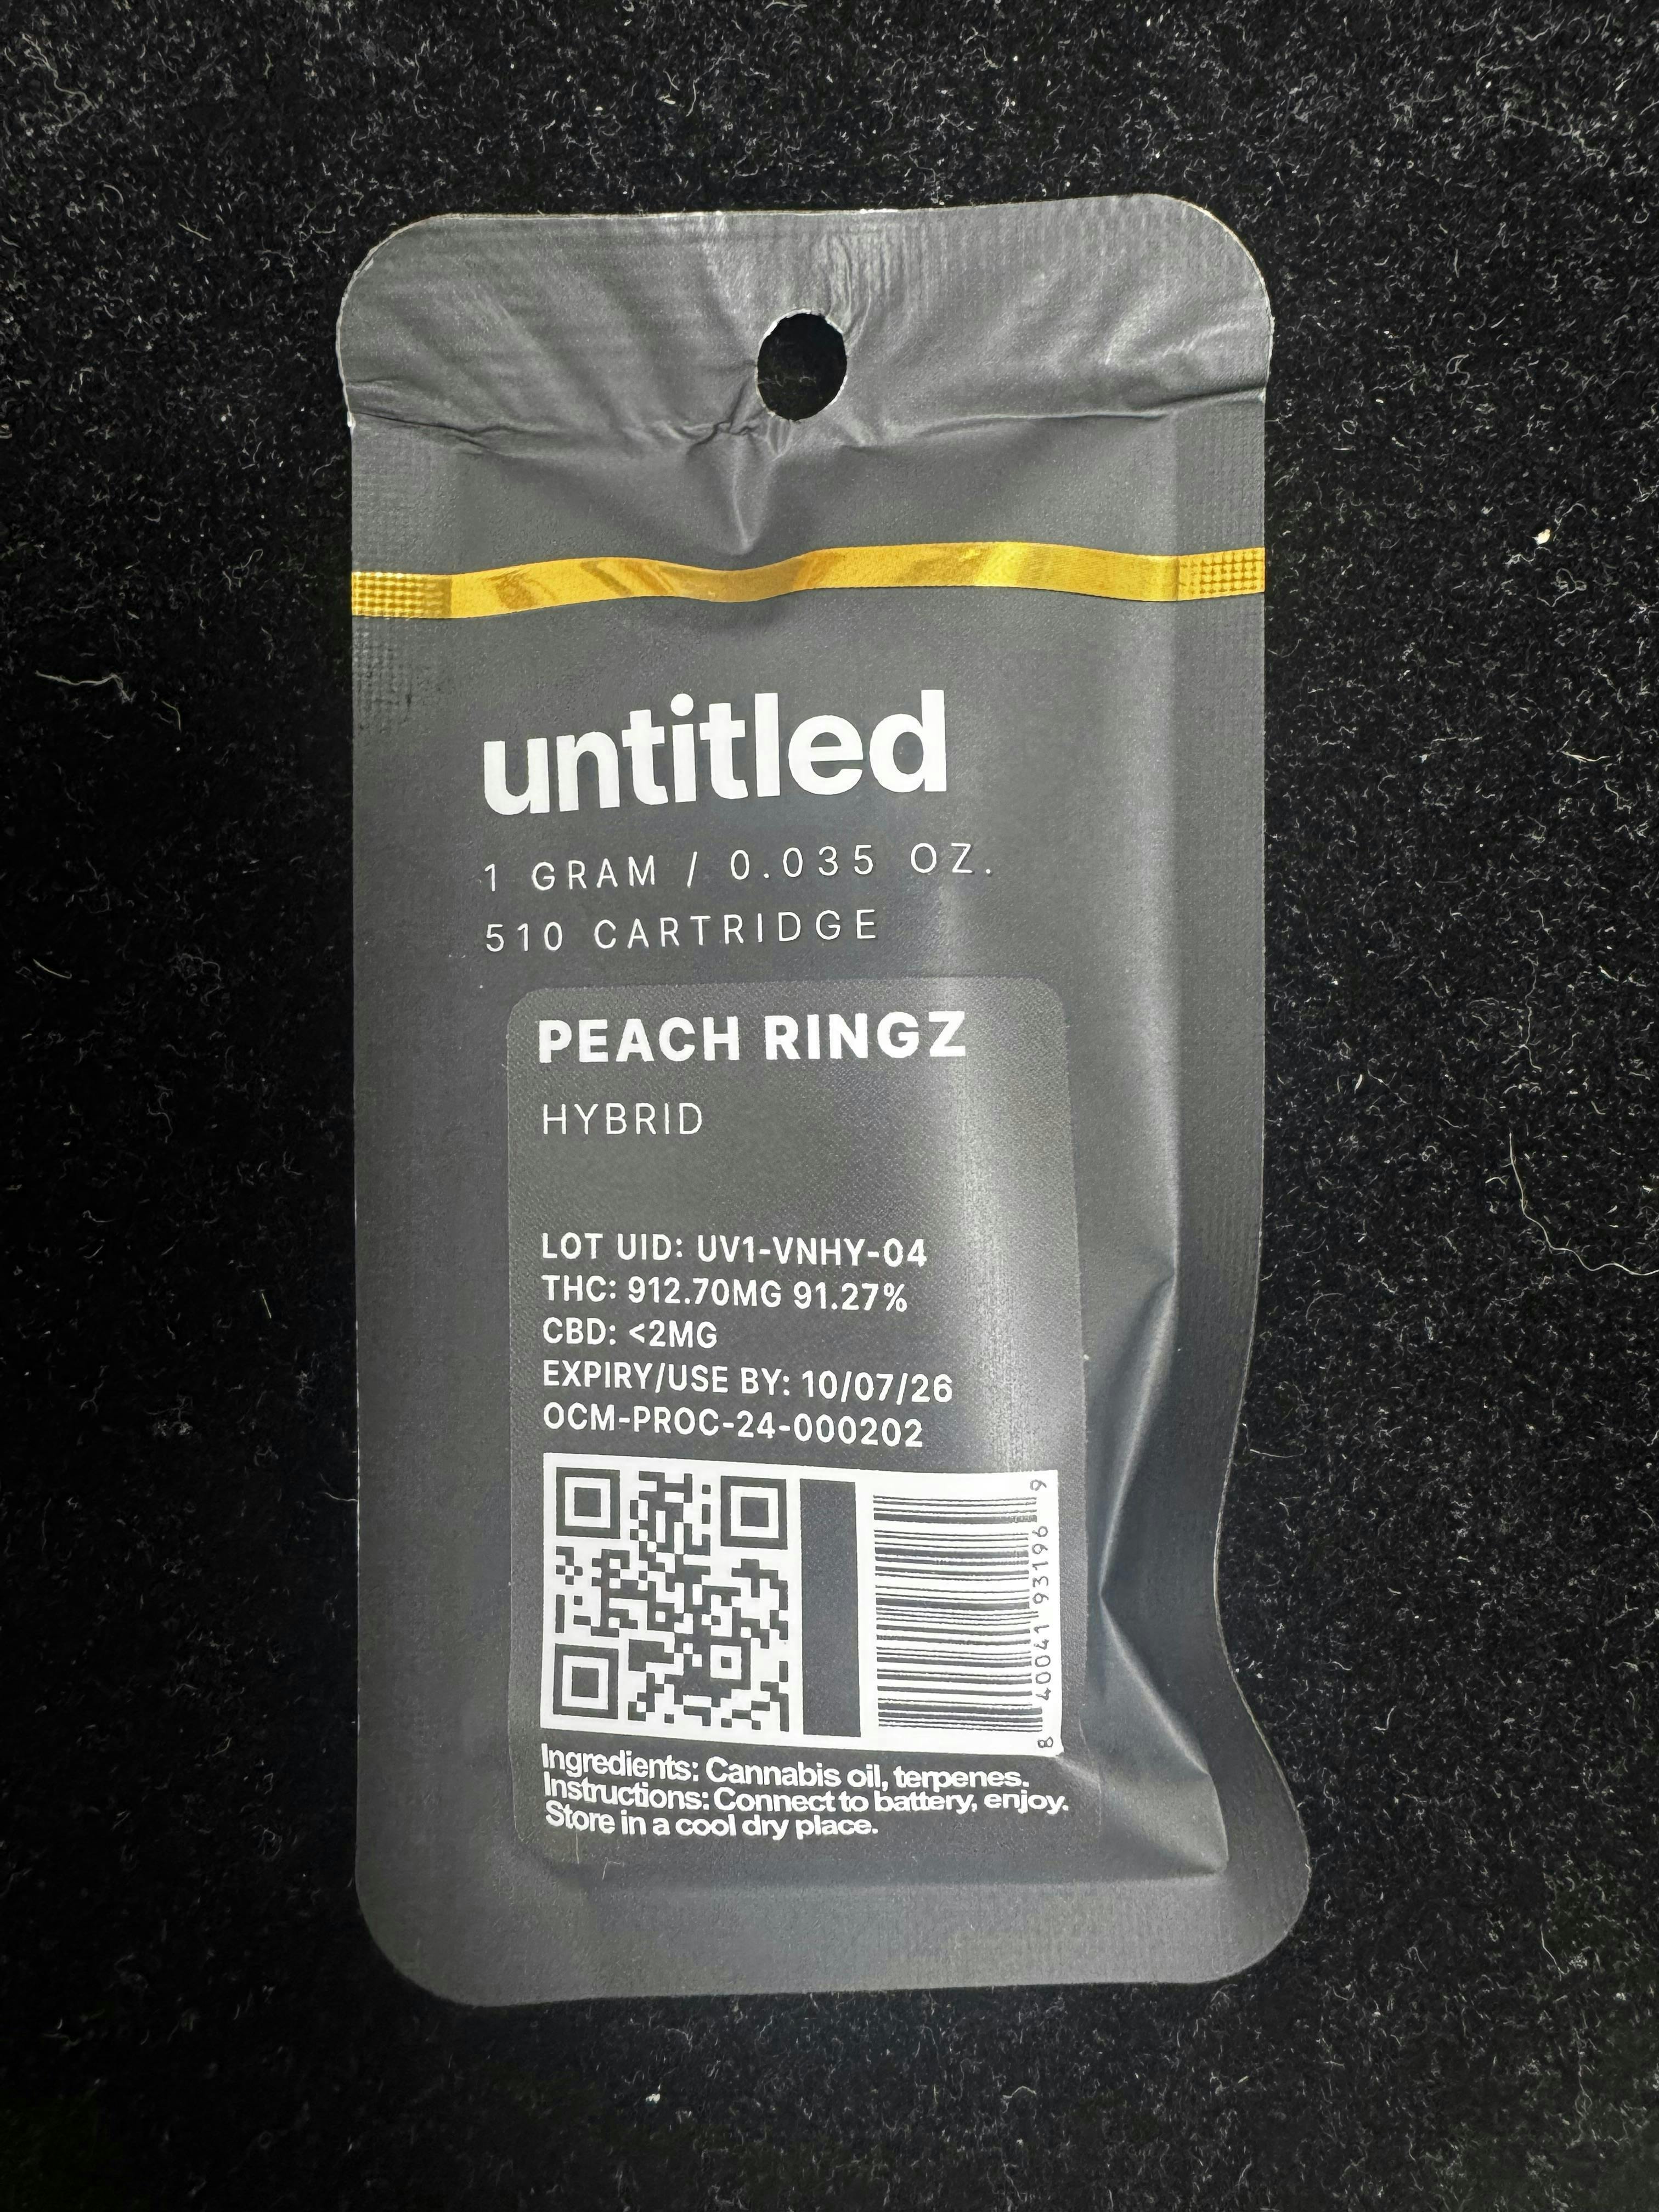 untitled
1 GRAM / 0.035 OZ.
510 CARTRIDGE
PEACH RINGZ
HYBRID
LOT UID: UV1-VNHY-04
THC: 912.70MG 91.27%
CBD: <2MG
EXPIRY/USE BY: 10/07/26
OCM-PROC-24-000202
8 40041 93196 9
Ingredients: Cannabis oil, terpenes.
Instructions: Connect to battery, enjoy.
Store in a cool dry place.